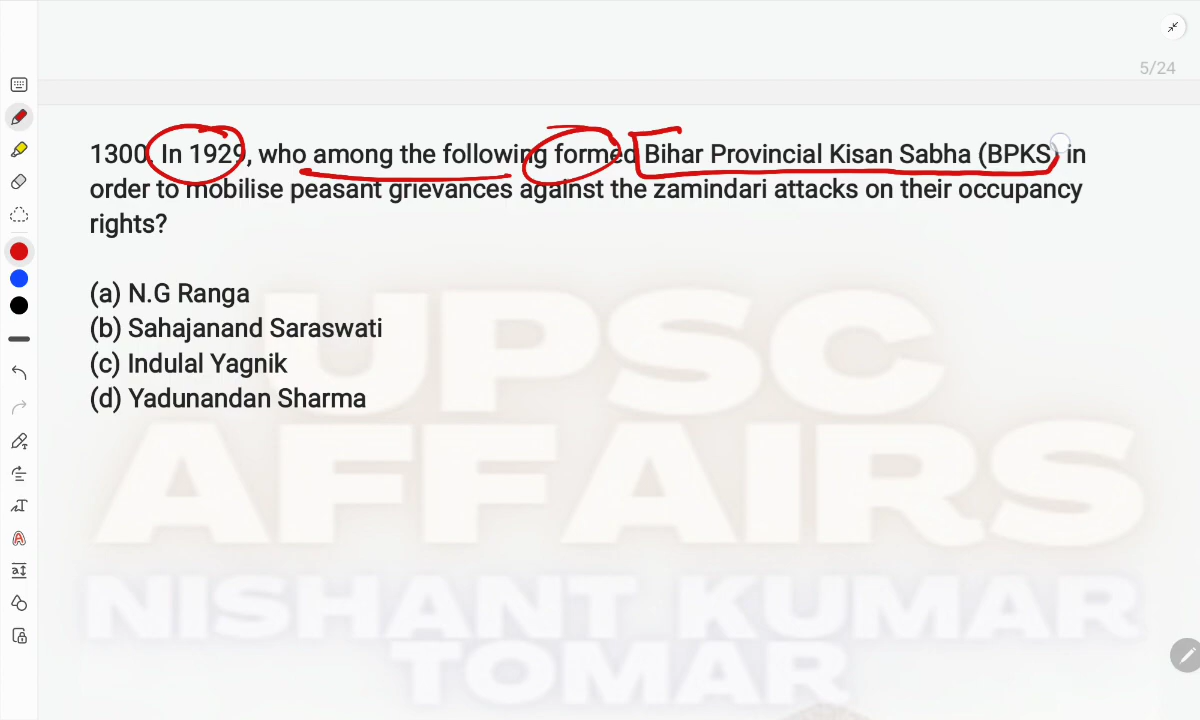 5/24
1300. In 1929, who among the following formed Bihar Provincial Kisan Sabha (BPKS) in
order to mobilise peasant grievances against the zamindari attacks on their occupancy
rights?
(a) N.G Ranga
(b) Sahajanand Saraswati
(c) Indulal Yagnik
(d) Yadunandan Sharma
UPSC
AFFAIRS
NISHANT KUMAR
TOMAR